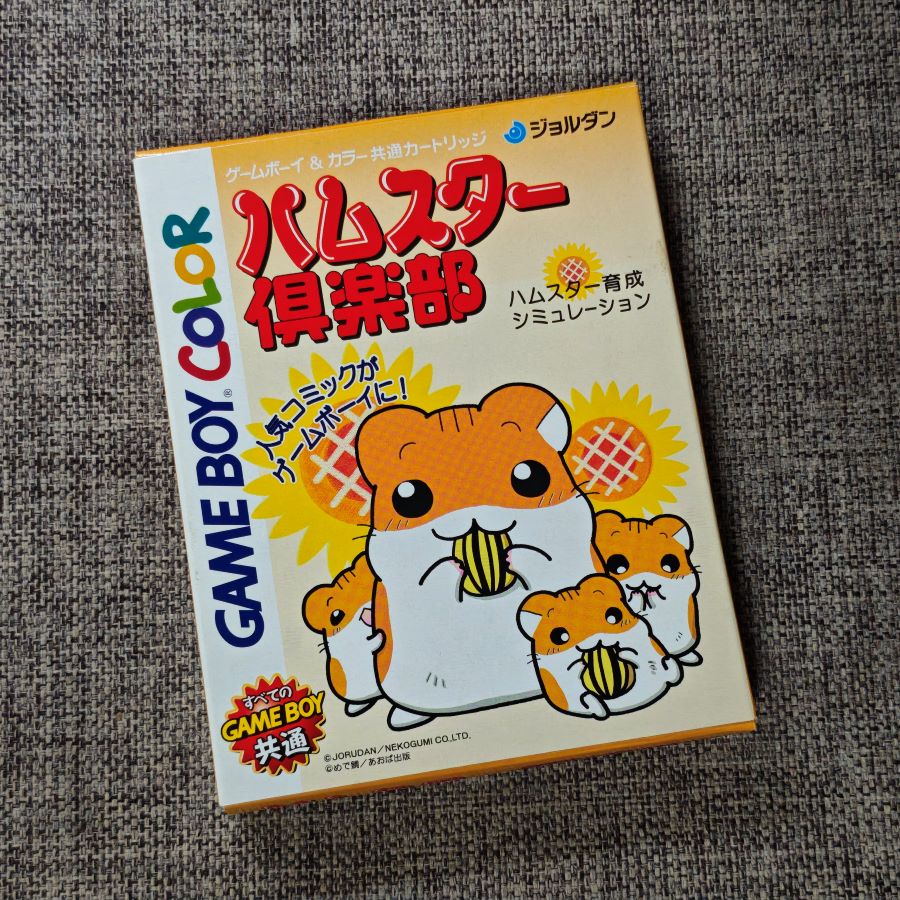 ゲームボーイ & カラー共通カートリッジ
ジョルダン
ハムスター
倶楽部
ハムスター育成
シミュレーション
人気コミックが
ゲームボーイに!
GAME BOY® COLOR
すべての
GAME BOY
共通
©JORUDAN/NEKOGUMI CO.,LTD.
©めで鯛/あおば出版